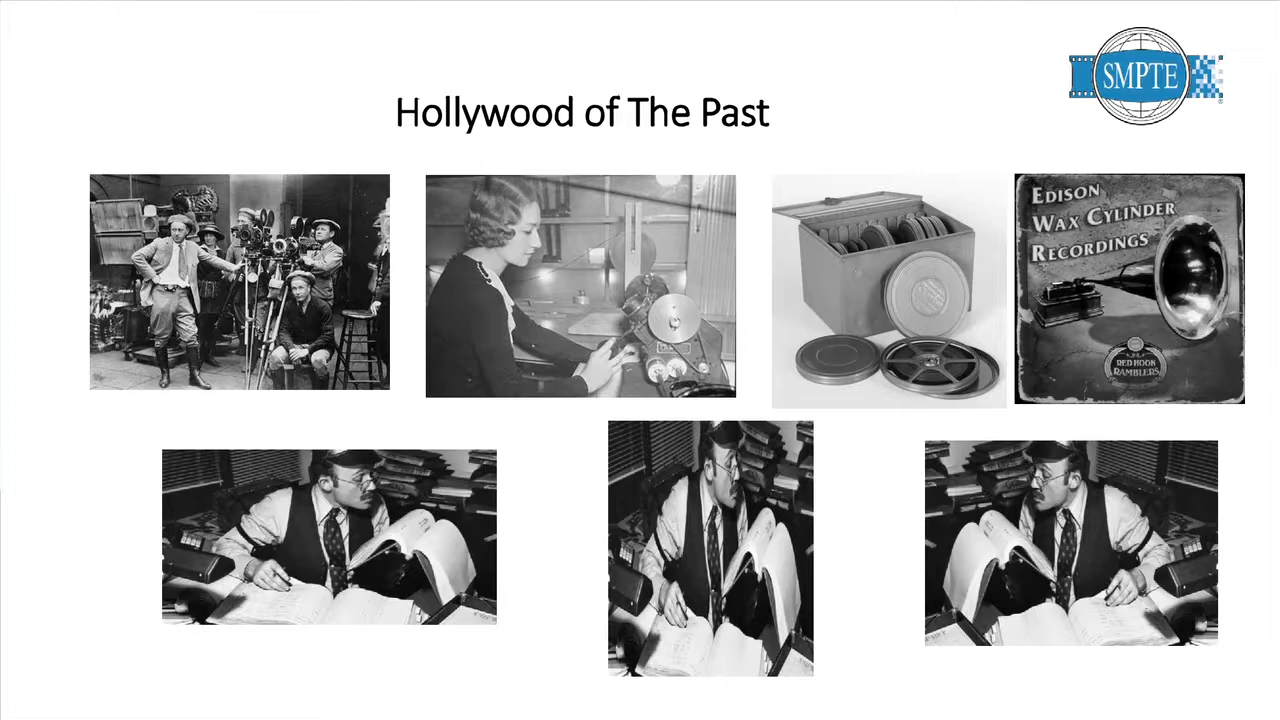 SMPTE
Hollywood of The Past
EDISON
WAX CYLINDER
RECORDINGS
RED HOOK
RAMBLERS